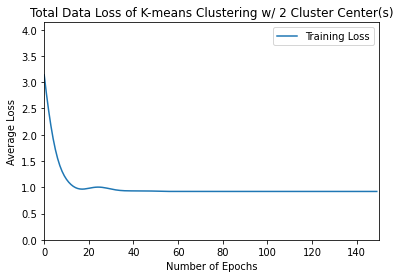 Total Data Loss of K-means Clustering w/ 2 Cluster Center(s)
4.0
3.5
3.0
2.5
2.0
1.5
1.0
0.5
0.0
Average Loss
Training Loss
0 20 40 60 80 100 120 140
Number of Epochs